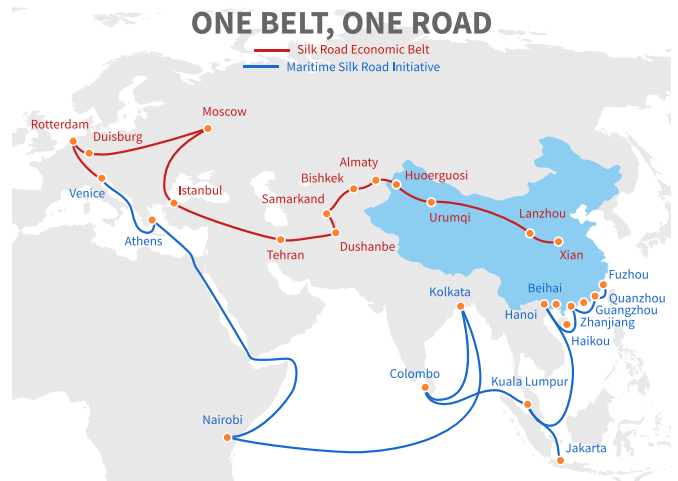 ONE BELT, ONE ROAD
Silk Road Economic Belt
Maritime Silk Road Initiative
Moscow
Rotterdam
Duisburg
Almaty
Bishkek
Huoerguosi
Venice
Istanbul
Samarkand
Urumqi
Lanzhou
Athens
Tehran
Dushanbe
Xian
Fuzhou
Kolkata
Beihai
Quanzhou
Hanoi
Guangzhou
Zhanjiang
Haikou
Colombo
Kuala Lumpur
Nairobi
Jakarta